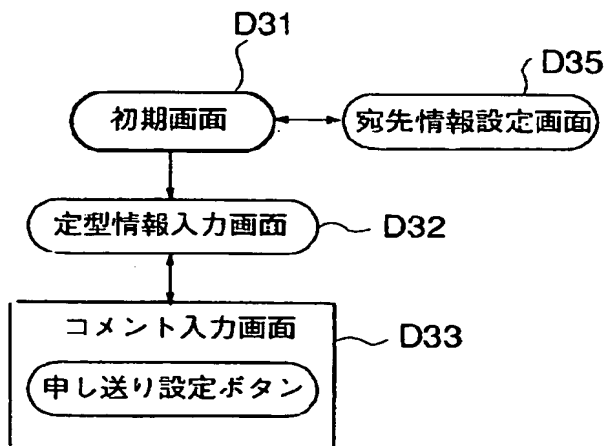 D31
D35
初期画面
宛先情報設定画面
定型情報入力画面
D32
コメント入力画面
D33
申し送り設定ボタン